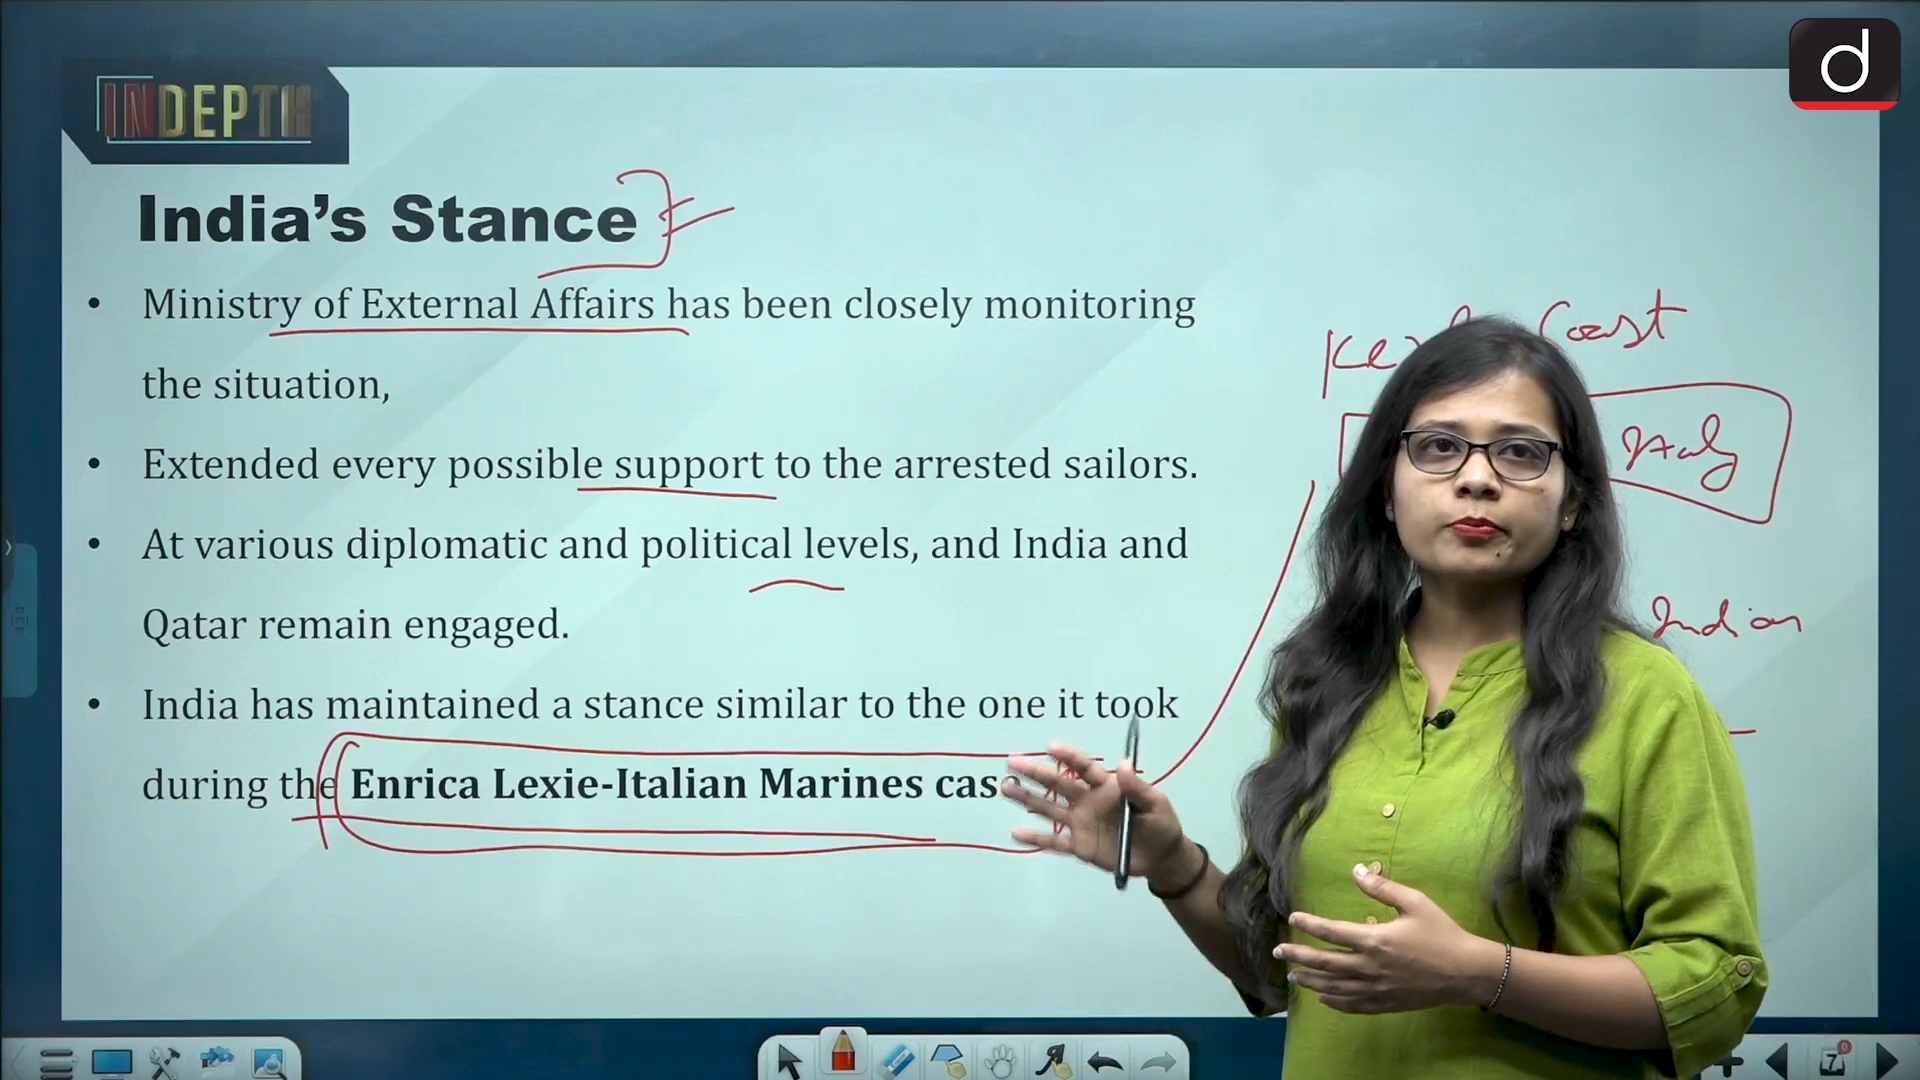 INDEPTH
d
India's Stance
• Ministry of External Affairs has been closely monitoring
the situation,
• Extended every possible support to the arrested sailors.
• At various diplomatic and political levels, and India and
Qatar remain engaged.
• India has maintained a stance similar to the one it took
during the Enrica Lexie-Italian Marines cas
Coast
Italy
Indian
7
0